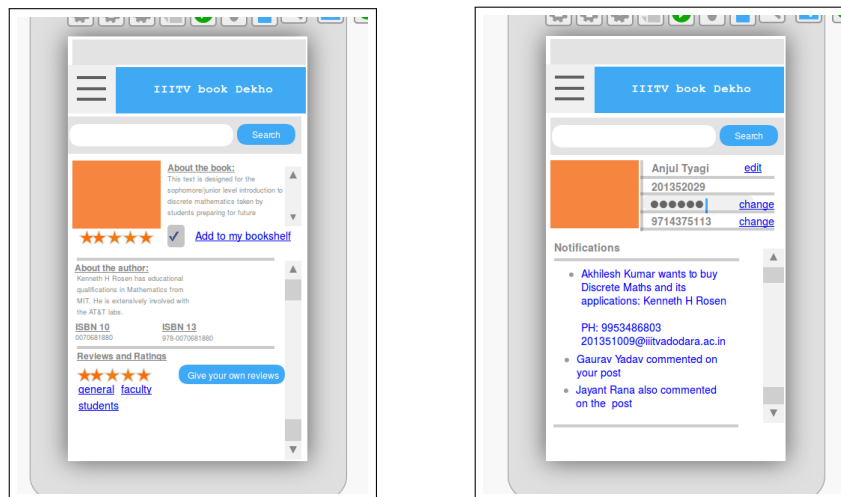 IIITV book Dekho
Search
About the book:
This text is designed for the
sophomore/junior level introduction to
discrete mathematics taken by
students preparing for future
Add to my bookshelf
About the author:
Kenneth H Rosen has educational
qualifications in Mathematics from
MIT. He is extensively involved with
the AT&T labs.
ISBN 10 ISBN 13
0070681880 978-0070681880
Reviews and Ratings
Give your own reviews
general faculty
students
IIITV book Dekho
Search
Anjul Tyagi edit
201352029
change
9714375113 change
Notifications
Akhilesh Kumar wants to buy
Discrete Maths and its
applications: Kenneth H Rosen
PH: 9953486803
201351009@iiitvadodara.ac.in
Gaurav Yadav commented on
your post
Jayant Rana also commented
on the post